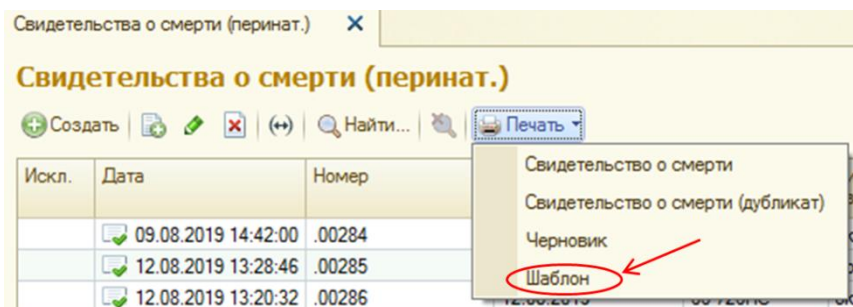 Свидетельства о смерти (перинат.)
Свидетельства о смерти (перинат.)
Создать Найти... Печать
Искл. Дата Номер
Свидетельство о смерти
Свидетельство о смерти (дубликат)
Черновик
Шаблон
09.08.2019 14:42:00 .00284
12.08.2019 13:28:46 .00285
12.08.2019 13:20:32 .00286